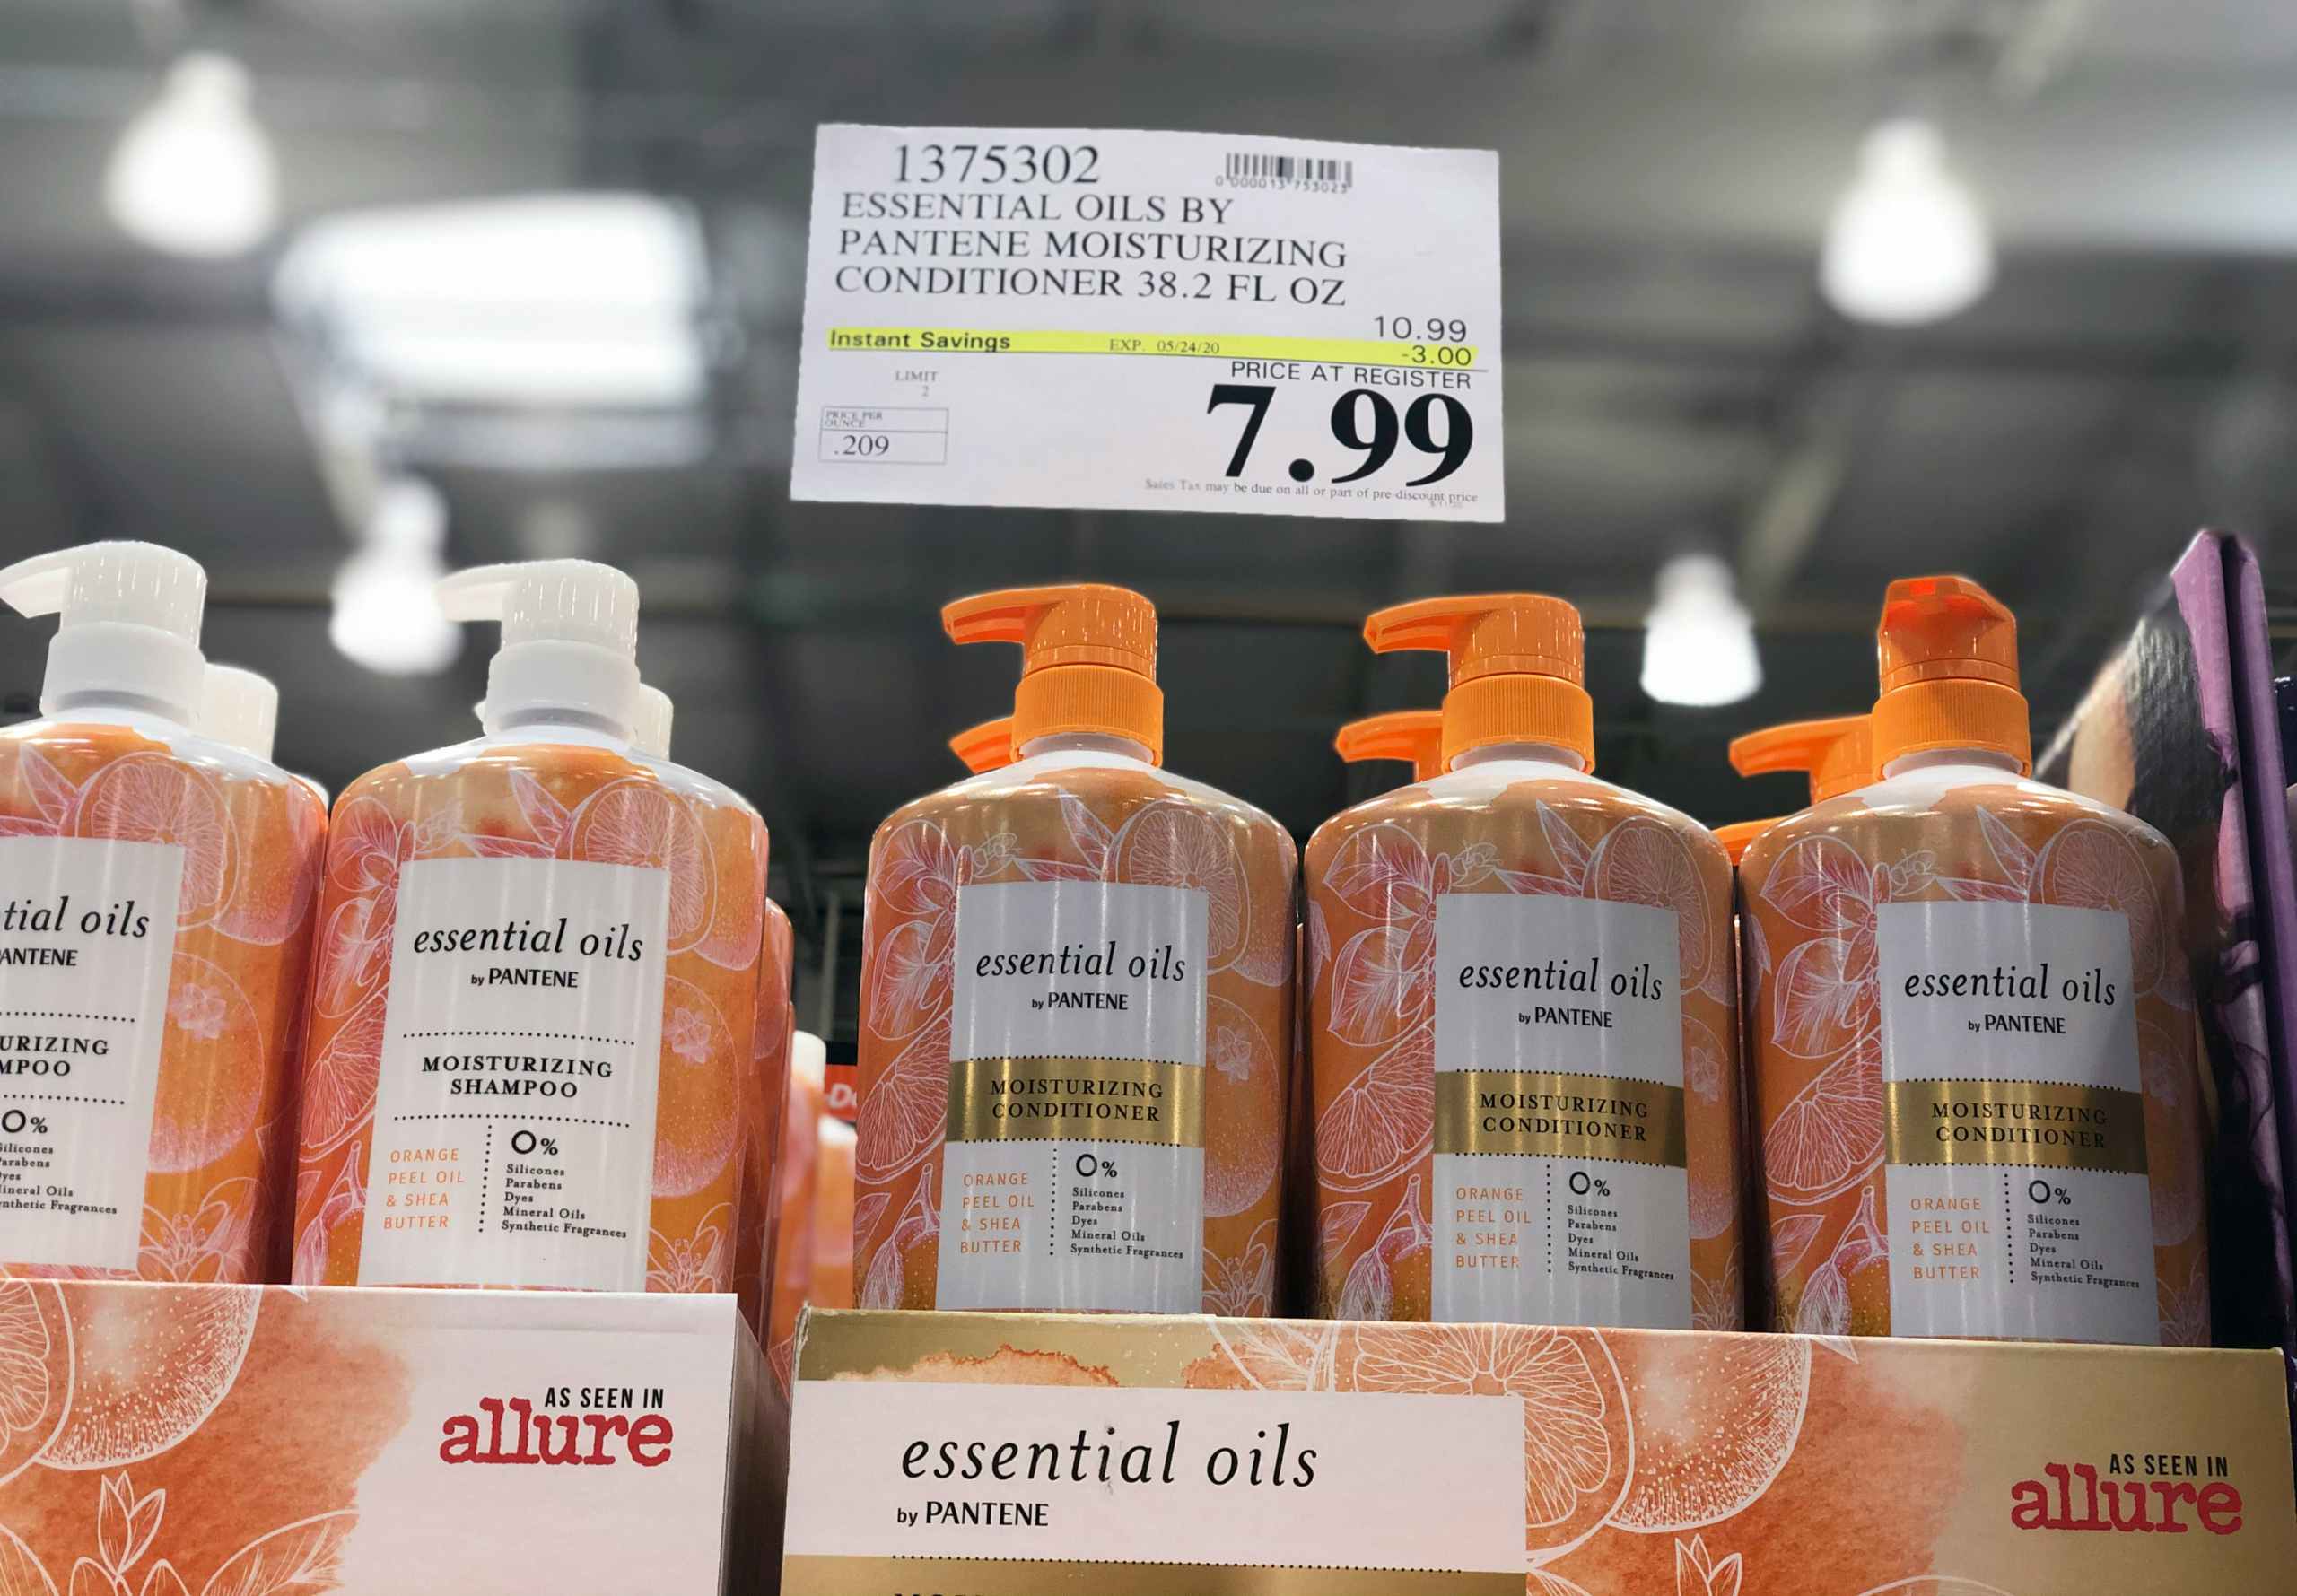 1375302
0 000013 753023
ESSENTIAL OILS BY
PANTENE MOISTURIZING
CONDITIONER 38.2 FL OZ
10.99
Instant Savings EXP. 05/24/20 -3.00
PRICE AT REGISTER
LIMIT
2
7.99
PRICE PER
OUNCE
.209
Sales Tax may be due on all or part of pre-discount price
tial oils
ANTENE
URIZING
MPOO
0%
Silicones
arabens
yes
ineral Oils
nthetic Fragrances
essential oils
by PANTENE
MOISTURIZING
SHAMPOO
ORANGE
PEEL OIL
& SHEA
BUTTER
0%
Silicones
Parabens
Dyes
Mineral Oils
Synthetic Fragrances
essential oils
by PANTENE
MOISTURIZING
CONDITIONER
ORANGE
PEEL OIL
& SHEA
BUTTER
0%
Silicones
Parabens
Dyes
Mineral Oils
Synthetic Fragrances
essential oils
by PANTENE
MOISTURIZING
CONDITIONER
ORANGE
PEEL OIL
& SHEA
BUTTER
0%
Silicones
Parabens
Dyes
Mineral Oils
Synthetic Fragrances
essential oils
by PANTENE
MOISTURIZING
CONDITIONER
ORANGE
PEEL OIL
& SHEA
BUTTER
0%
Silicones
Parabens
Dyes
Mineral Oils
Synthetic Fragrances
AS SEEN IN
allure
essential oils
by PANTENE
AS SEEN IN
allure